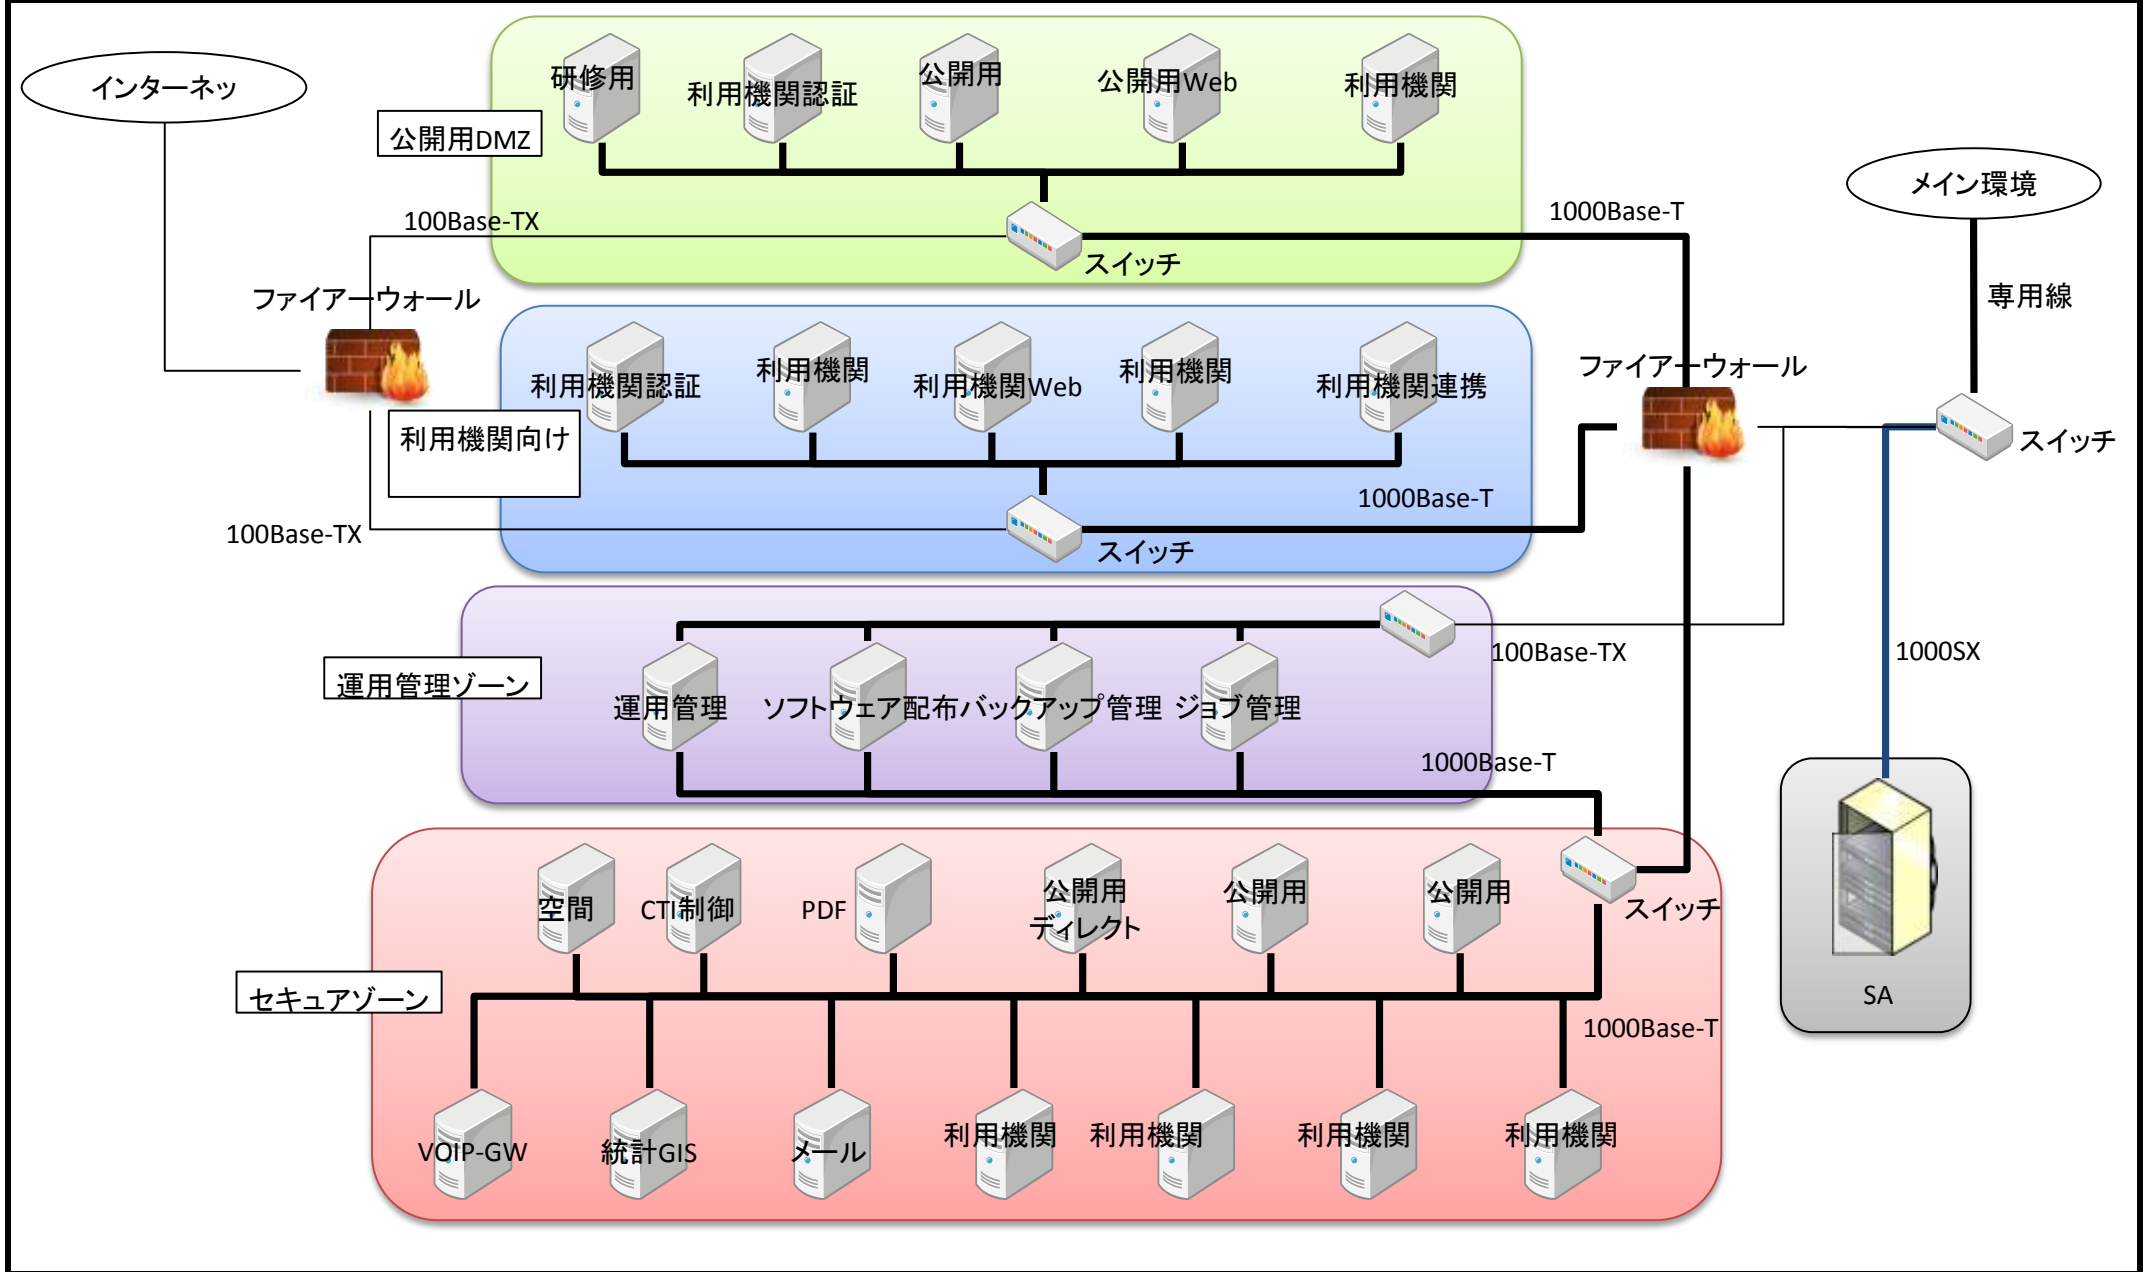 インターネッ
研修用
利用機関認証
公開用
公開用Web
利用機関
公開用DMZ
メイン環境
100Base-TX
1000Base-T
スイッチ
ファイアーウォール
専用線
利用機関認証
利用機関
利用機関Web
利用機関
利用機関連携
ファイアーウォール
利用機関向け
スイッチ
1000Base-T
100Base-TX
スイッチ
100Base-TX
1000SX
運用管理ゾーン
運用管理
ソフトウェア配布
バックアップ管理
ジョブ管理
1000Base-T
空間
CTI制御
PDF
公開用
ディレクト
公開用
公開用
スイッチ
セキュアゾーン
SA
1000Base-T
VOIP-GW
統計GIS
メール
利用機関
利用機関
利用機関
利用機関